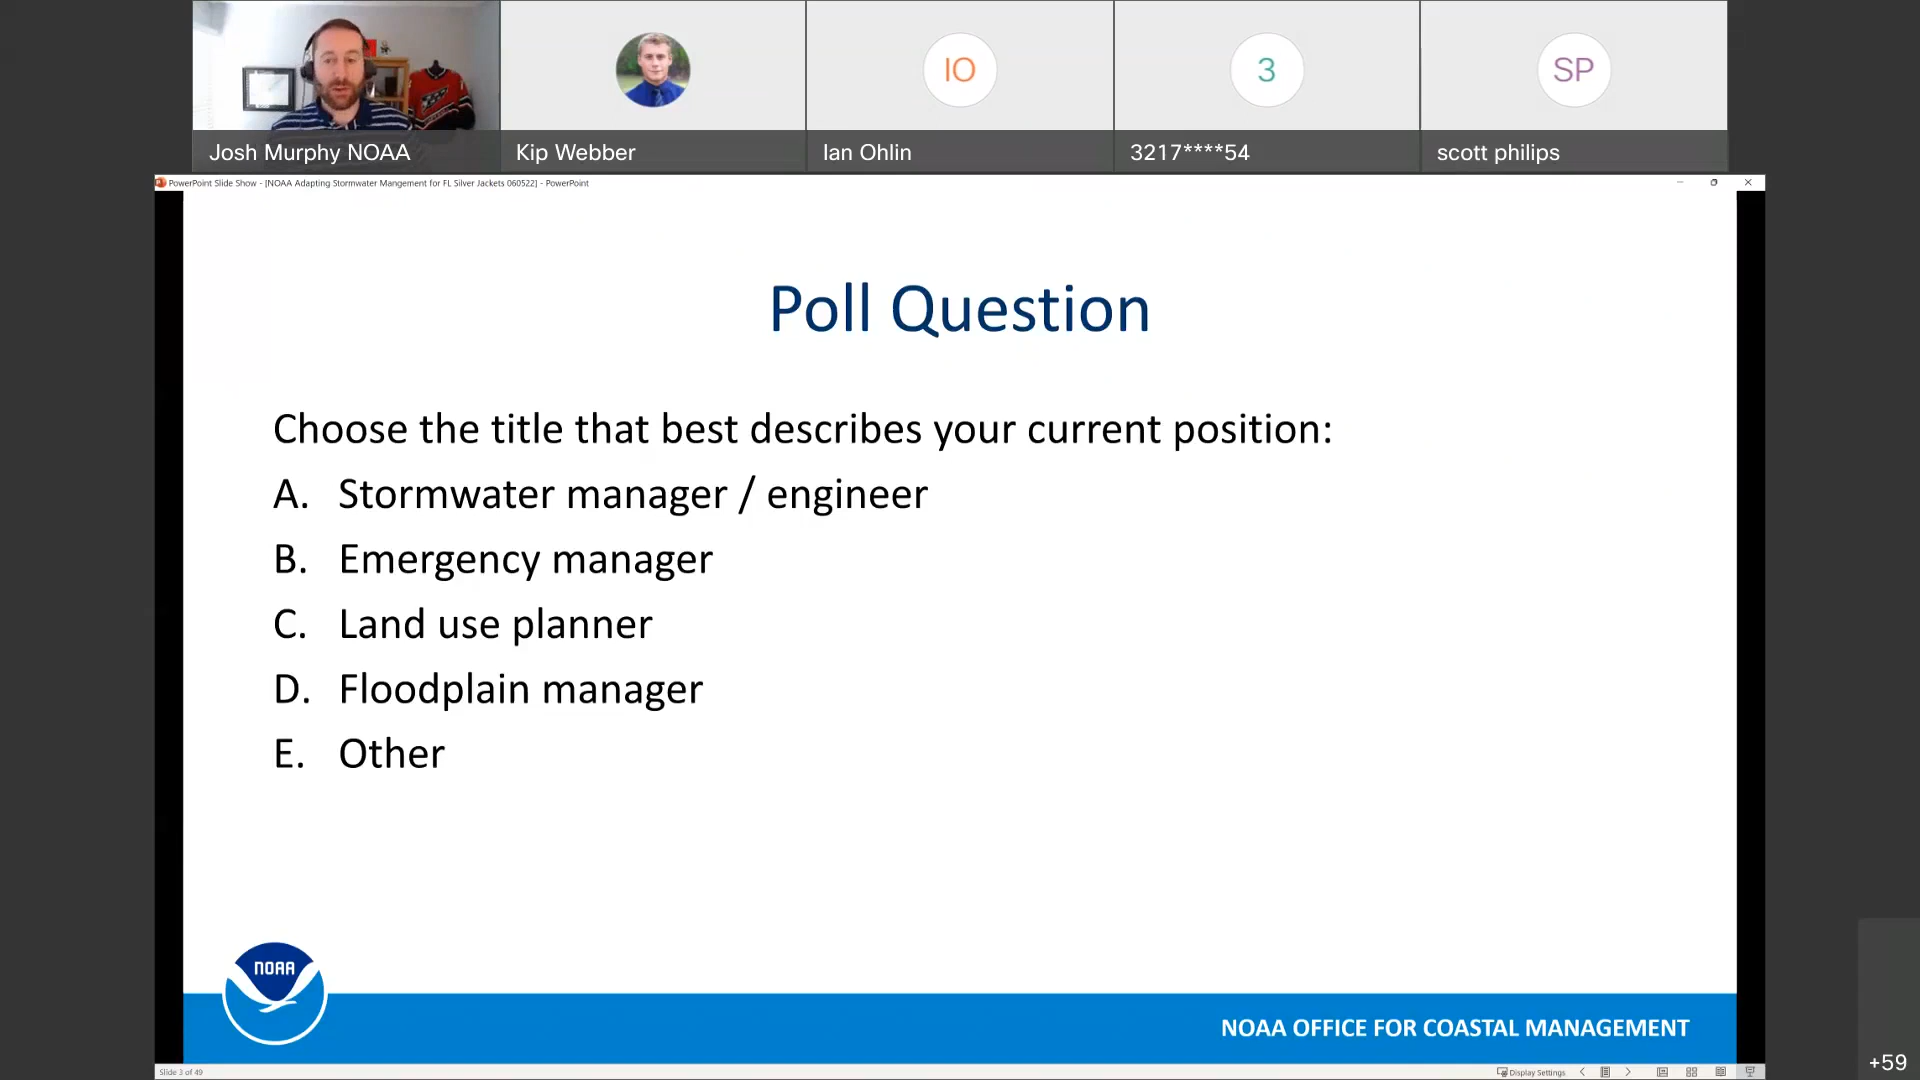 IO
3
SP
Josh Murphy NOAA
Kip Webber
Ian Ohlin
3217****54
scott philips
PowerPoint Slide Show - [NOAA Adapting Stormwater Mangement for FL Silver Jackets 060522] - PowerPoint
Poll Question
Choose the title that best describes your current position:
A. Stormwater manager / engineer
B. Emergency manager
C. Land use planner
D. Floodplain manager
E. Other
NOAA
NOAA OFFICE FOR COASTAL MANAGEMENT
+59
Slide 3 of 49
Display Settings